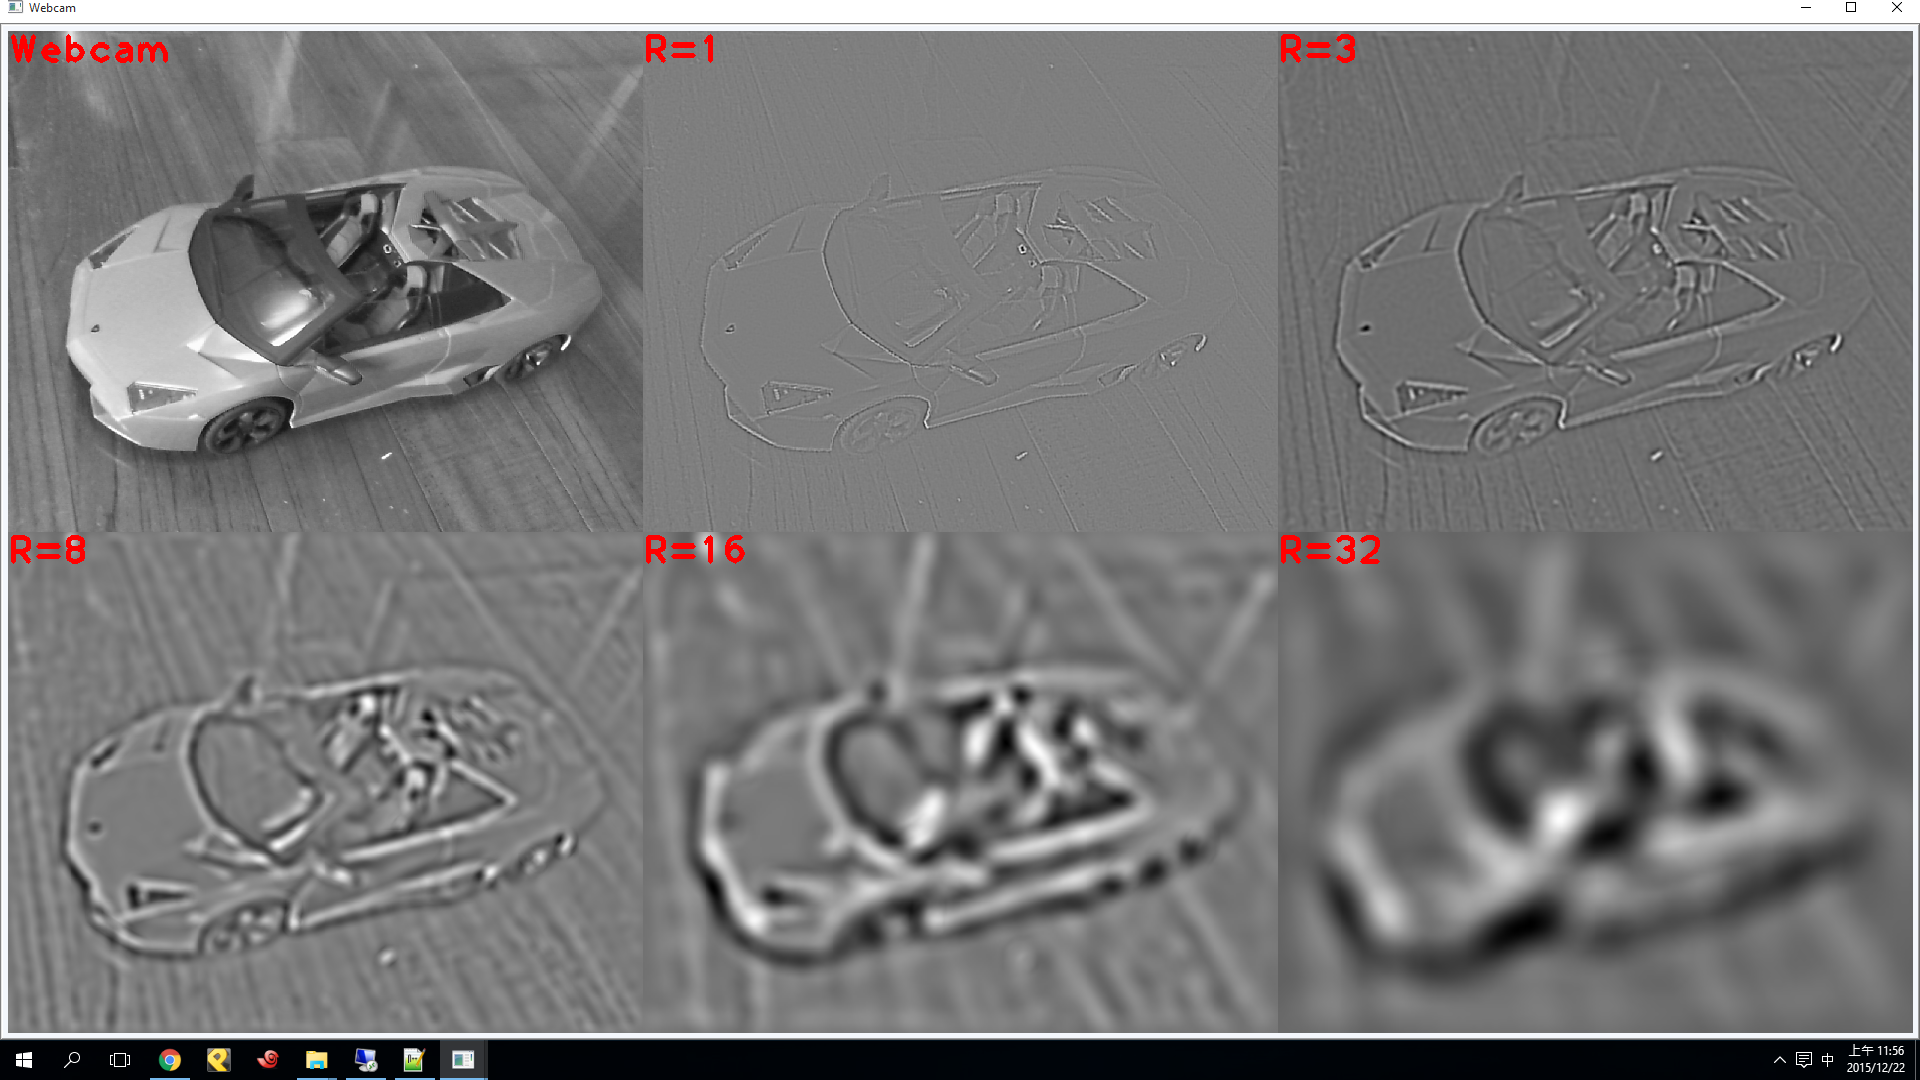 Webcam
Webcam
R=1
R=3
R=8
R=16
R=32
中
上午 11:56
2015/12/22